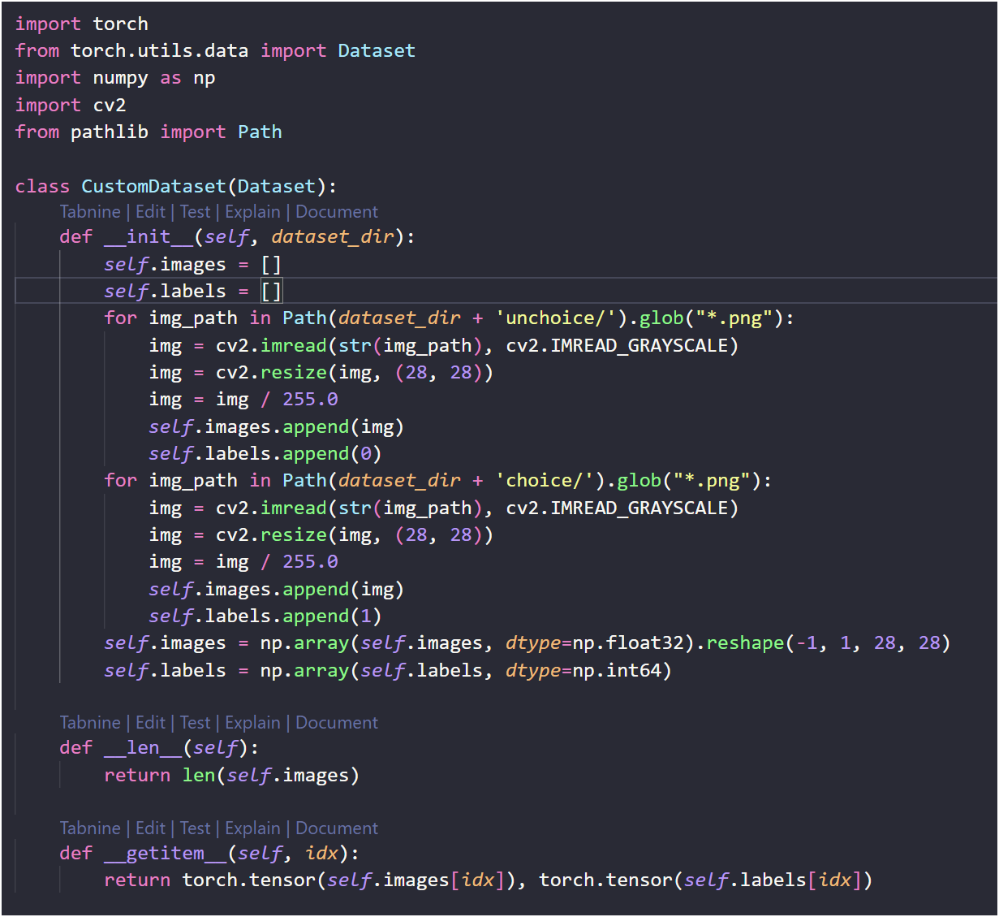 import torch
from torch.utils.data import Dataset
import numpy as np
import cv2
from pathlib import Path
class CustomDataset(Dataset):
Tabnine | Edit | Test | Explain | Document
def __init__(self, dataset_dir):
self.images = []
self.labels = []
for img_path in Path(dataset_dir + 'unchoice/').glob("*.png"):
img = cv2.imread(str(img_path), cv2.IMREAD_GRAYSCALE)
img = cv2.resize(img, (28, 28))
img = img / 255.0
self.images.append(img)
self.labels.append(0)
for img_path in Path(dataset_dir + 'choice/').glob("*.png"):
img = cv2.imread(str(img_path), cv2.IMREAD_GRAYSCALE)
img = cv2.resize(img, (28, 28))
img = img / 255.0
self.images.append(img)
self.labels.append(1)
self.images = np.array(self.images, dtype=np.float32).reshape(-1, 1, 28, 28)
self.labels = np.array(self.labels, dtype=np.int64)
Tabnine | Edit | Test | Explain | Document
def __len__(self):
return len(self.images)
Tabnine | Edit | Test | Explain | Document
def __getitem__(self, idx):
return torch.tensor(self.images[idx]), torch.tensor(self.labels[idx])